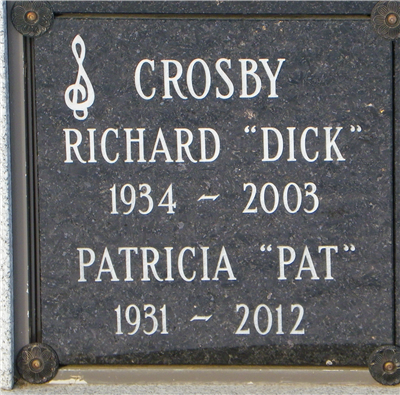 CROSBY
RICHARD "DICK"
1934 ~ 2003
PATRICIA "PAT"
1931 ~ 2012